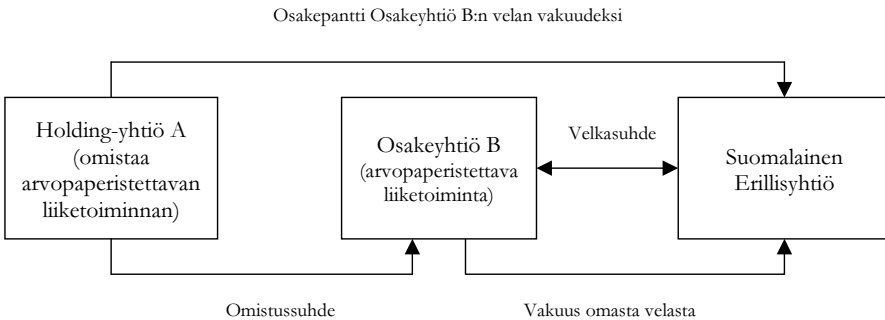 Osakepantti Osakeyhtiö B:n velan vakuudeksi
Holding-yhtiö A
(omistaa
arvopaperistettavan
liiketoiminnan)
Osakeyhtiö B
(arvopaperistettava
liiketoiminta)
Velkasuhde
Suomalainen
Erillisyhtiö
Omistussuhde
Vakuus omasta velasta